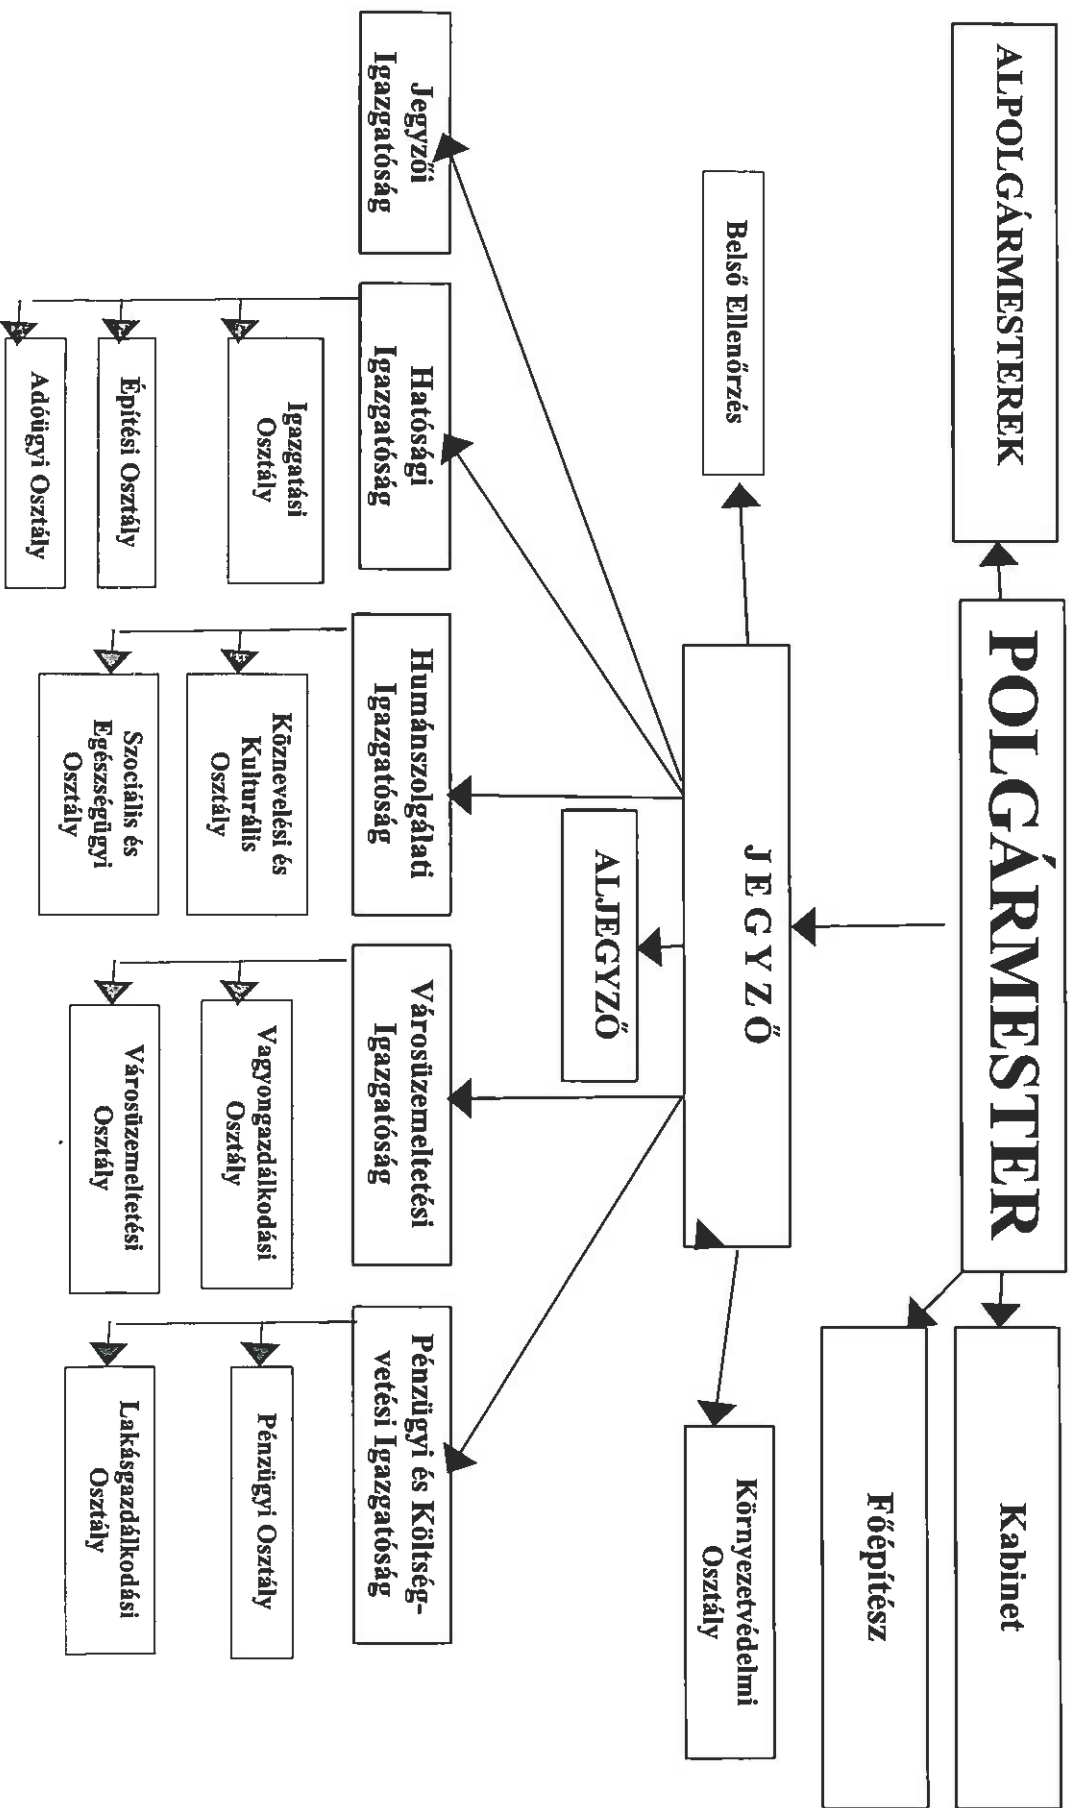 ALPOLGÁRMESTEREK
POLGÁRMESTER
Kabinet
Főépítész
Belső Ellenőrzés
JEGYZŐ
Környezetvédelmi
Osztály
ALJEGYZŐ
Jegyzői
Igazgatóság
Hatósági
Igazgatóság
Humánszolgálati
Igazgatóság
Városüzemeltetési
Igazgatóság
Pénzügyi és Költség-
vetési Igazgatóság
Igazgatási
Osztály
Építési Osztály
Adóügyi Osztály
Köznevelési és
Kulturális
Osztály
Szociális és
Egészségügyi
Osztály
Vagyongazdálkodási
Osztály
Városüzemeltetési
Osztály
Pénzügyi Osztály
Lakásgazdálkodási
Osztály